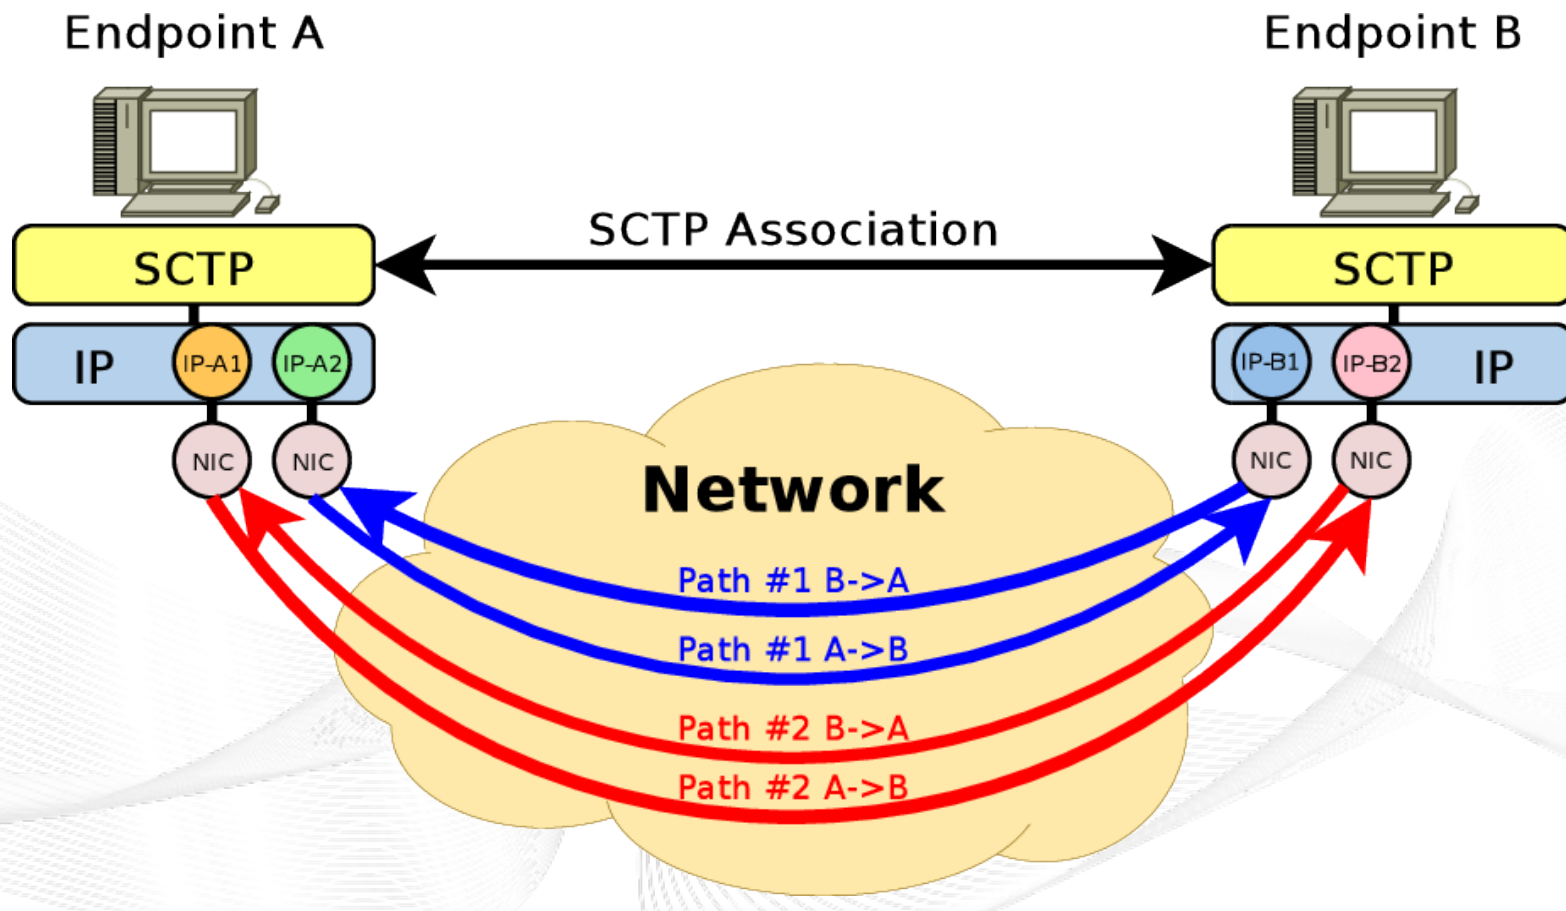 Endpoint A
Endpoint B
SCTP Association
SCTP
SCTP
IP
IP-A1
IP-A2
IP-B1
IP-B2
IP
NIC
NIC
NIC
NIC
Network
Path #1 B->A
Path #1 A->B
Path #2 B->A
Path #2 A->B